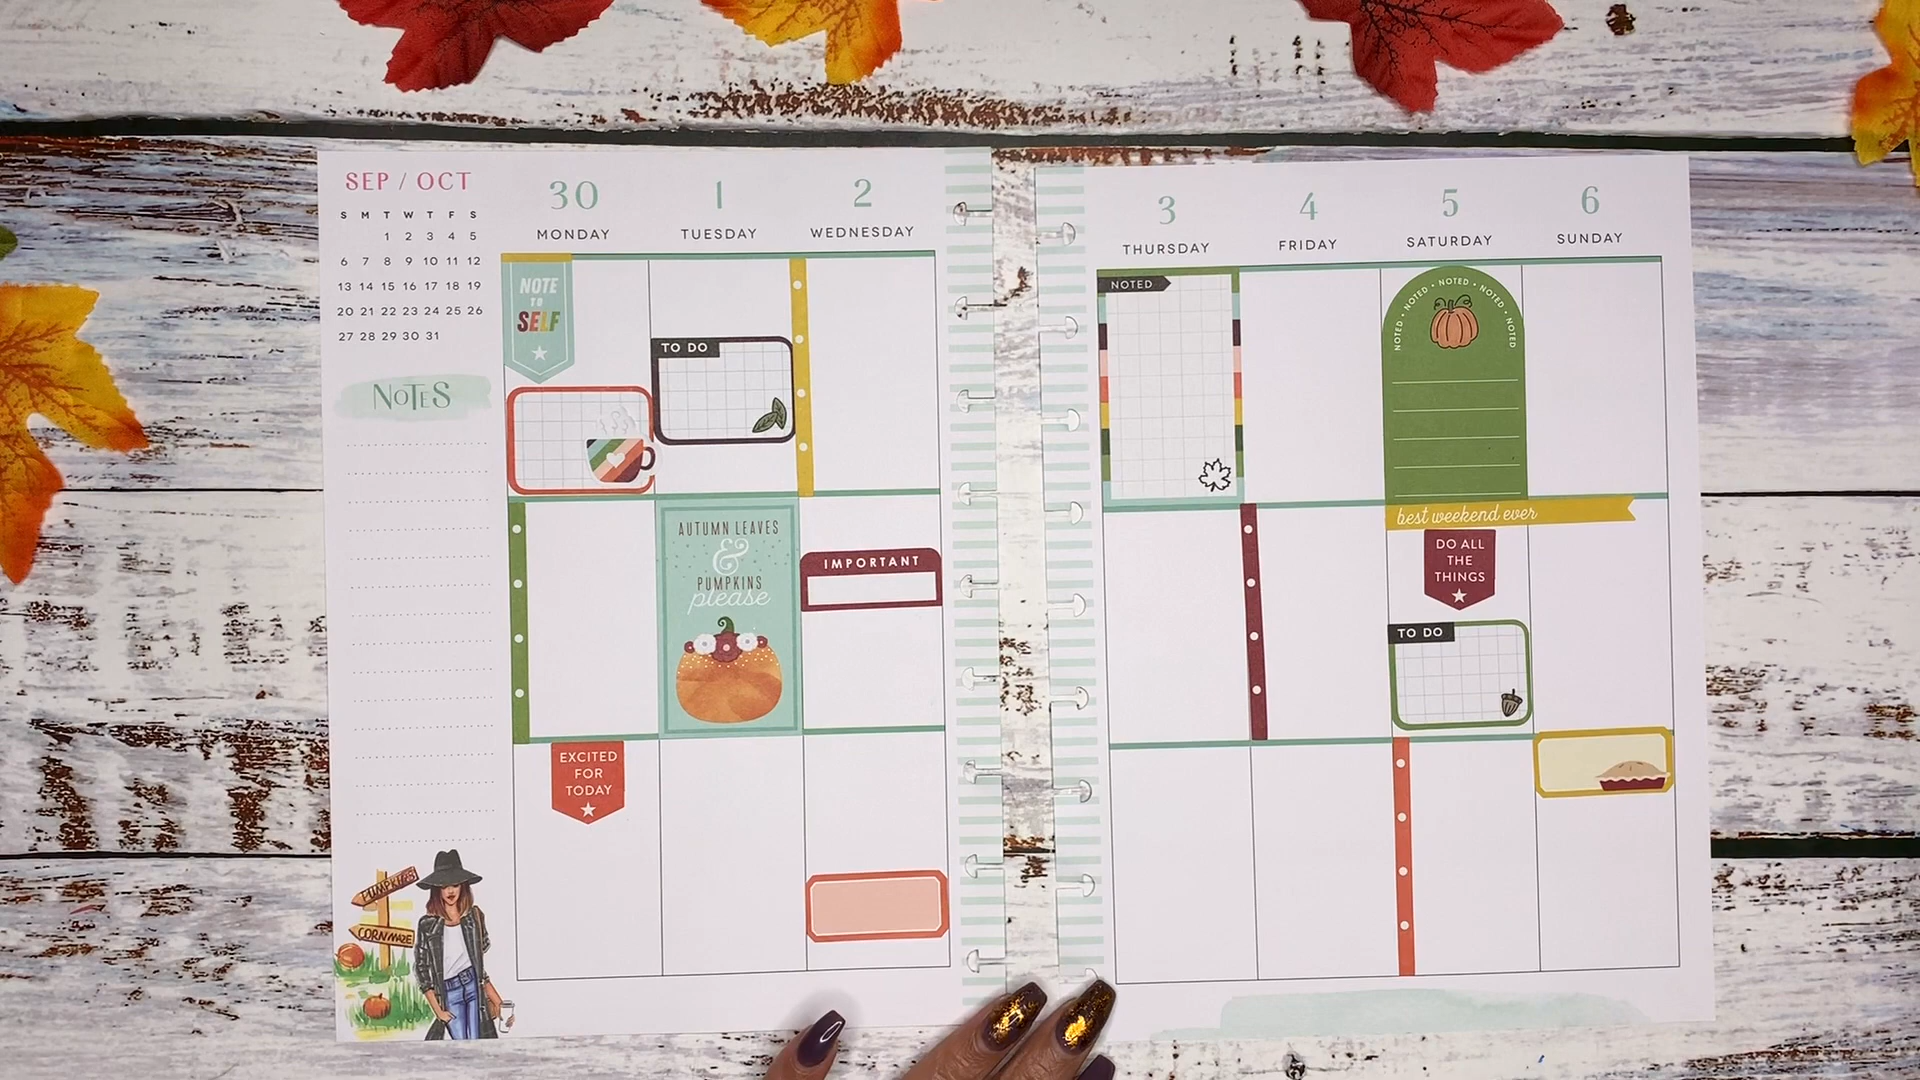 SEP / OCT
S M T W T F S
1 2 3 4 5
6 7 8 9 10 11 12
13 14 15 16 17 18 19
20 21 22 23 24 25 26
27 28 29 30 31
NOTES
PUMPKINS
CORN MAZE
30
MONDAY
1
TUESDAY
2
WEDNESDAY
NOTE
TO
SELF
TO DO
AUTUMN LEAVES
&
PUMPKINS
please
IMPORTANT
EXCITED
FOR
TODAY
3
THURSDAY
4
FRIDAY
5
SATURDAY
6
SUNDAY
NOTED
NOTED • NOTED • NOTED • NOTED • NOTED
best weekend ever
DO ALL
THE
THINGS
TO DO